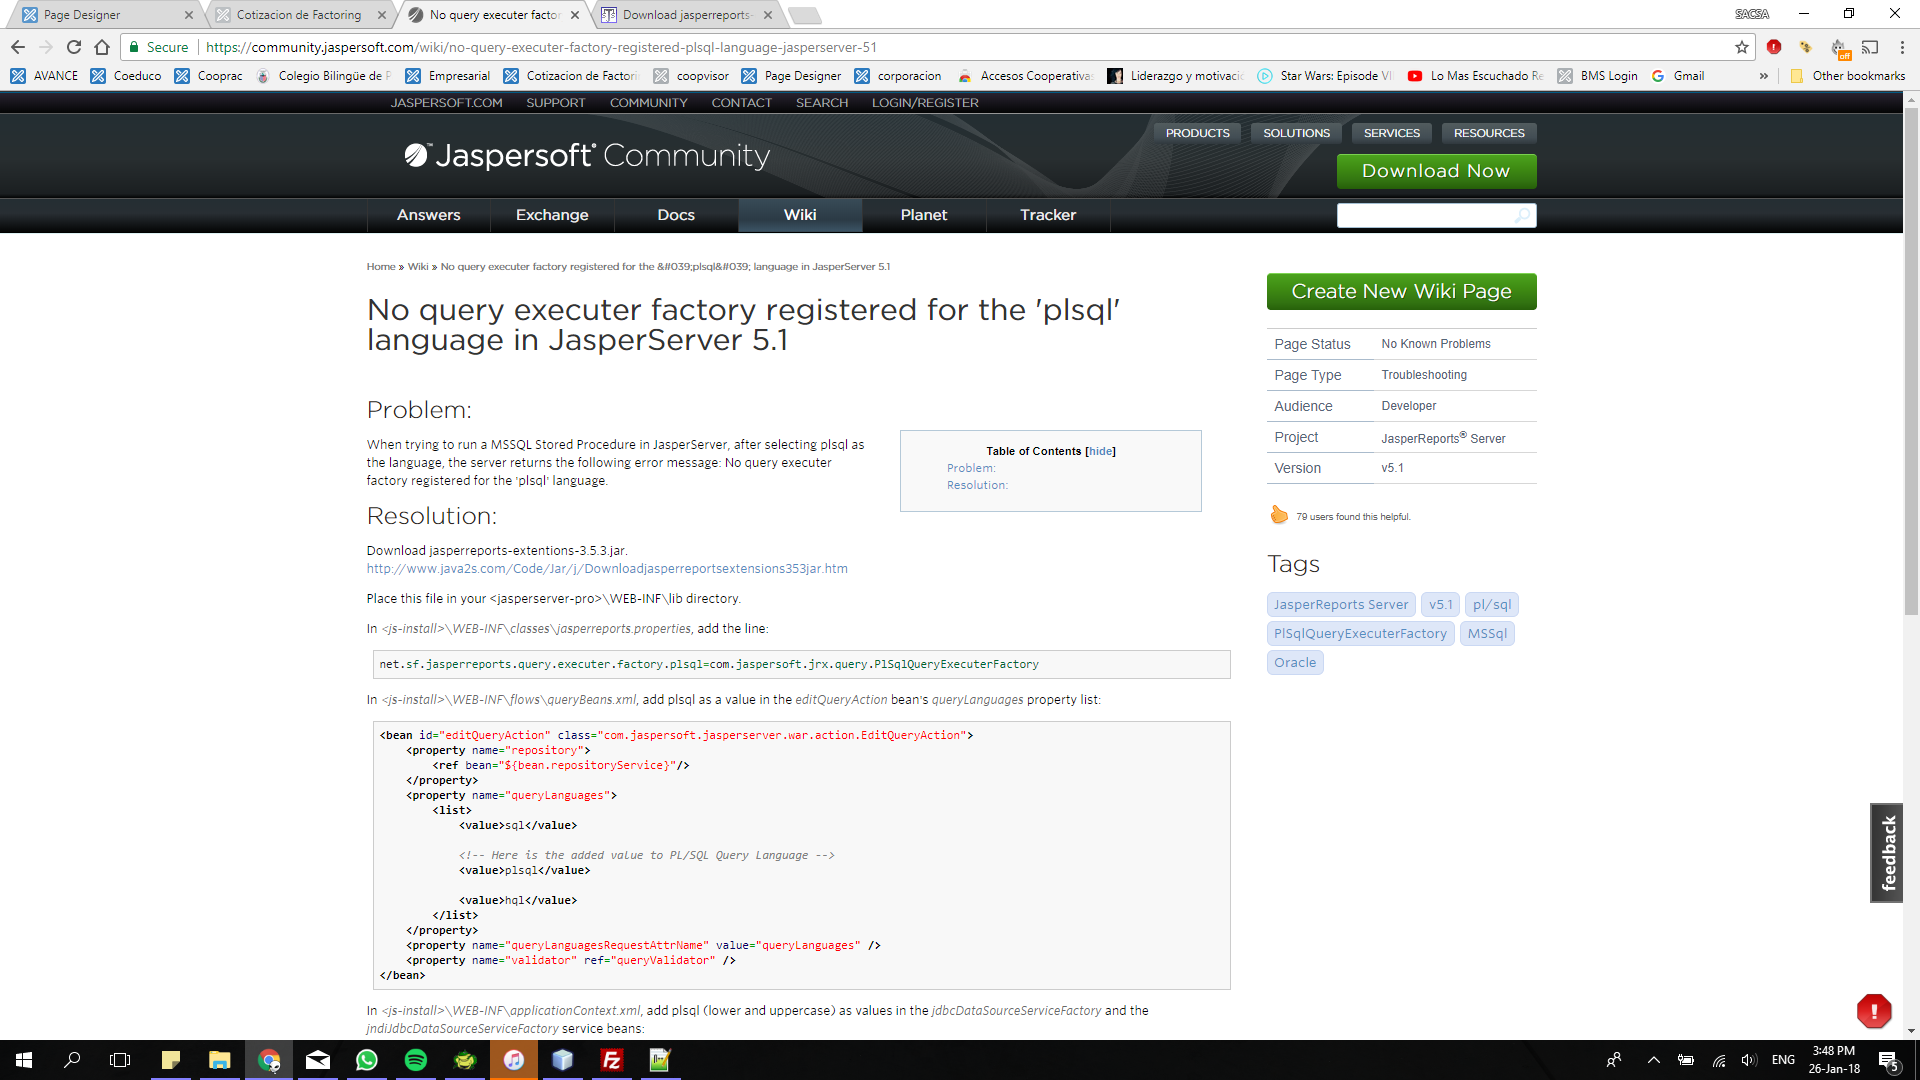 Page Designer
Cotizacion de Factoring
No query executer factor
Download jasperreports-
SACSA
Secure
https://community.jaspersoft.com/wiki/no-query-executer-factory-registered-plsql-language-jasperserver-51
AVANCE
Coeduco
Cooprac
Colegio Bilingüe de P
Empresarial
Cotizacion de Factori
coopvisor
Page Designer
corporacion
Accesos Cooperativa
Liderazgo y motivaci
Star Wars: Episode VI
Lo Mas Escuchado Re
BMS Login
Gmail
»
Other bookmarks
off
JASPERSOFT.COM SUPPORT COMMUNITY CONTACT SEARCH LOGIN/REGISTER
PRODUCTS SOLUTIONS SERVICES RESOURCES
Jaspersoft Community
Download Now
Answers Exchange Docs Wiki Planet Tracker
Home » Wiki » No query executer factory registered for the &#039;plsql&#039; language in JasperServer 5.1
No query executer factory registered for the 'plsql'
language in JasperServer 5.1
Problem:
When trying to run a MSSQL Stored Procedure in JasperServer, after selecting plsql as
the language, the server returns the following error message: No query executer
factory registered for the 'plsql' language.
Table of Contents [hide]
Problem:
Resolution:
Resolution:
Download jasperreports-extentions-3.5.3.jar.
http://www.java2s.com/Code/Jar/j/Downloadjasperreportsextensions353jar.htm
Place this file in your <jasperserver-pro>\WEB-INF\lib directory.
In <js-install>\WEB-INF\classes\jasperreports.properties, add the line:
net.sf.jasperreports.query.executer.factory.plsql=com.jaspersoft.jrx.query.PlSqlQueryExecuterFactory
In <js-install>\WEB-INF\flows\queryBeans.xml, add plsql as a value in the editQueryAction bean's queryLanguages property list:
<bean id="editQueryAction" class="com.jaspersoft.jasperserver.war.action.EditQueryAction">
<property name="repository">
<ref bean="${bean.repositoryService}"/>
</property>
<property name="queryLanguages">
<list>
<value>sql</value>
<!-- Here is the added value to PL/SQL Query Language -->
<value>plsql</value>
<value>hql</value>
</list>
</property>
<property name="queryLanguagesRequestAttrName" value="queryLanguages" />
<property name="validator" ref="queryValidator" />
</bean>
In <js-install>\WEB-INF\applicationContext.xml, add plsql (lower and uppercase) as values in the jdbcDataSourceServiceFactory and the
jndiJdbcDataSourceServiceFactory service beans:
Create New Wiki Page
Page Status No Known Problems
Page Type Troubleshooting
Audience Developer
Project JasperReports® Server
Version v5.1
79 users found this helpful.
Tags
JasperReports Server v5.1 pl/sql
PlSqlQueryExecuterFactory MSSql
Oracle
feedback
ENG
3:48 PM
26-Jan-18
5